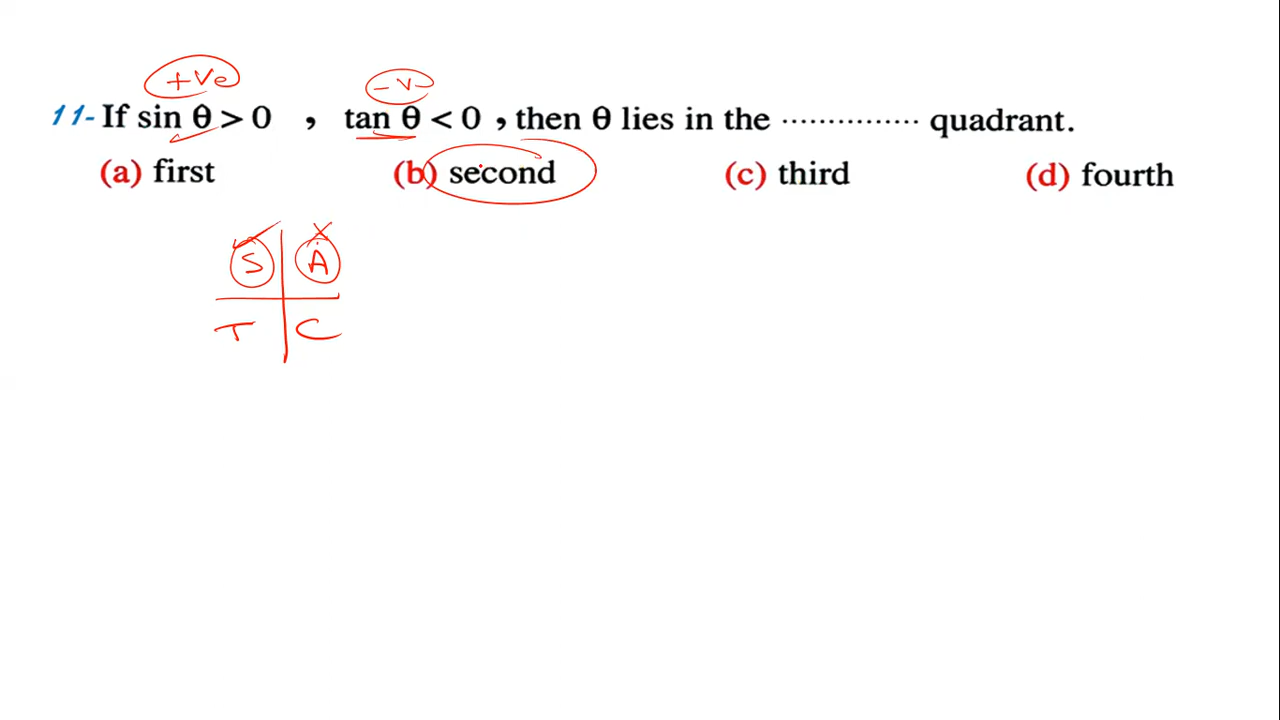 +ve -v-
11- If sin θ > 0 , tan θ < 0 , then θ lies in the ............... quadrant.
(a) first (b) second (c) third (d) fourth
S A
T C